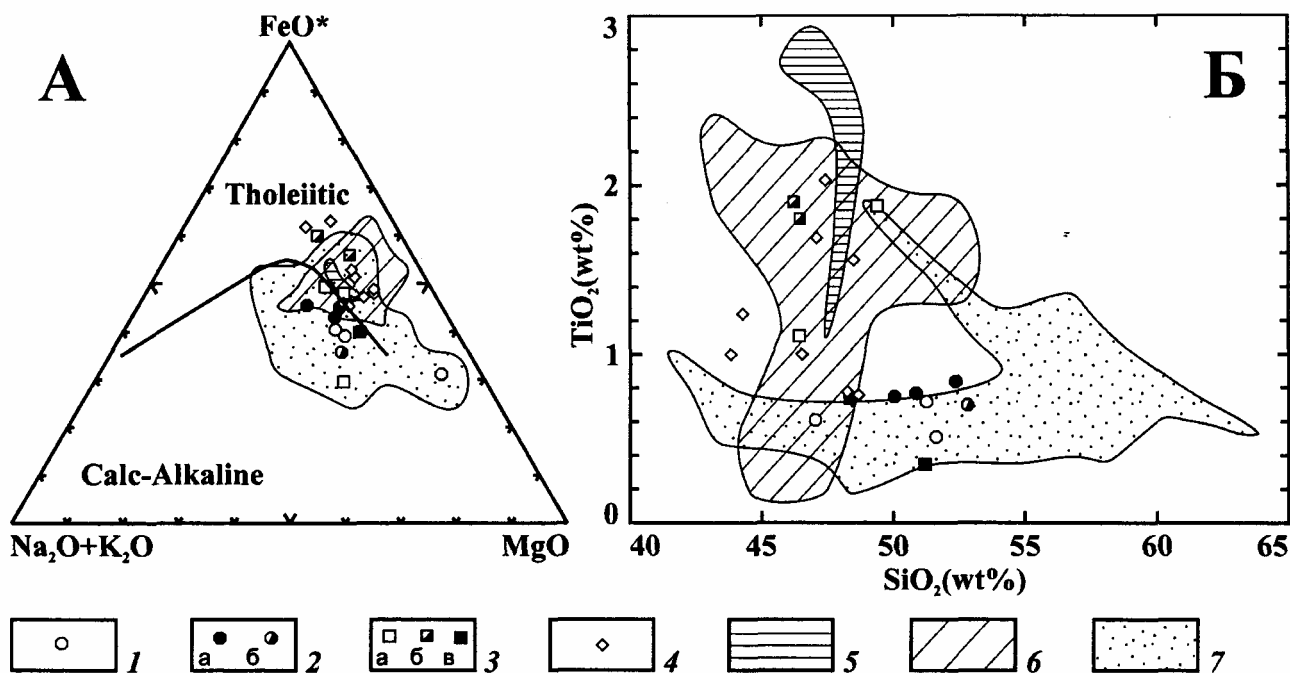 FeO*
А
Tholeiitic
Calc-Alkaline
Na₂O+K₂O
MgO
Б
3
2
1
0
TiO₂(wt%)
40
45
50
55
60
65
SiO₂(wt%)
1
а б 2
а б в 3
4
5
6
7